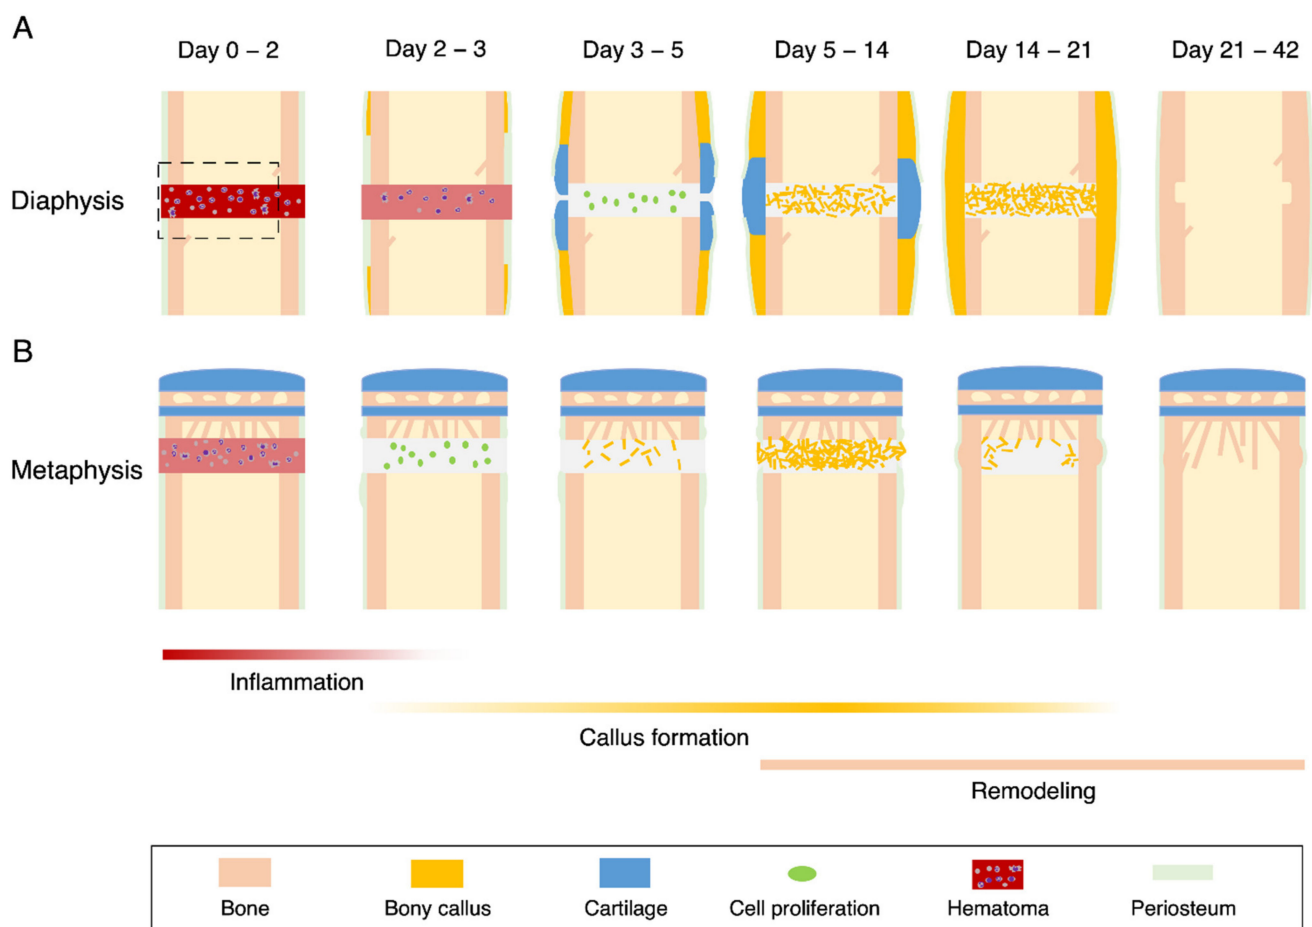 A
Day 0 – 2
Day 2 – 3
Day 3 – 5
Day 5 – 14
Day 14 – 21
Day 21 – 42
Diaphysis
B
Metaphysis
Inflammation
Callus formation
Remodeling
Bone
Bony callus
Cartilage
Cell proliferation
Hematoma
Periosteum